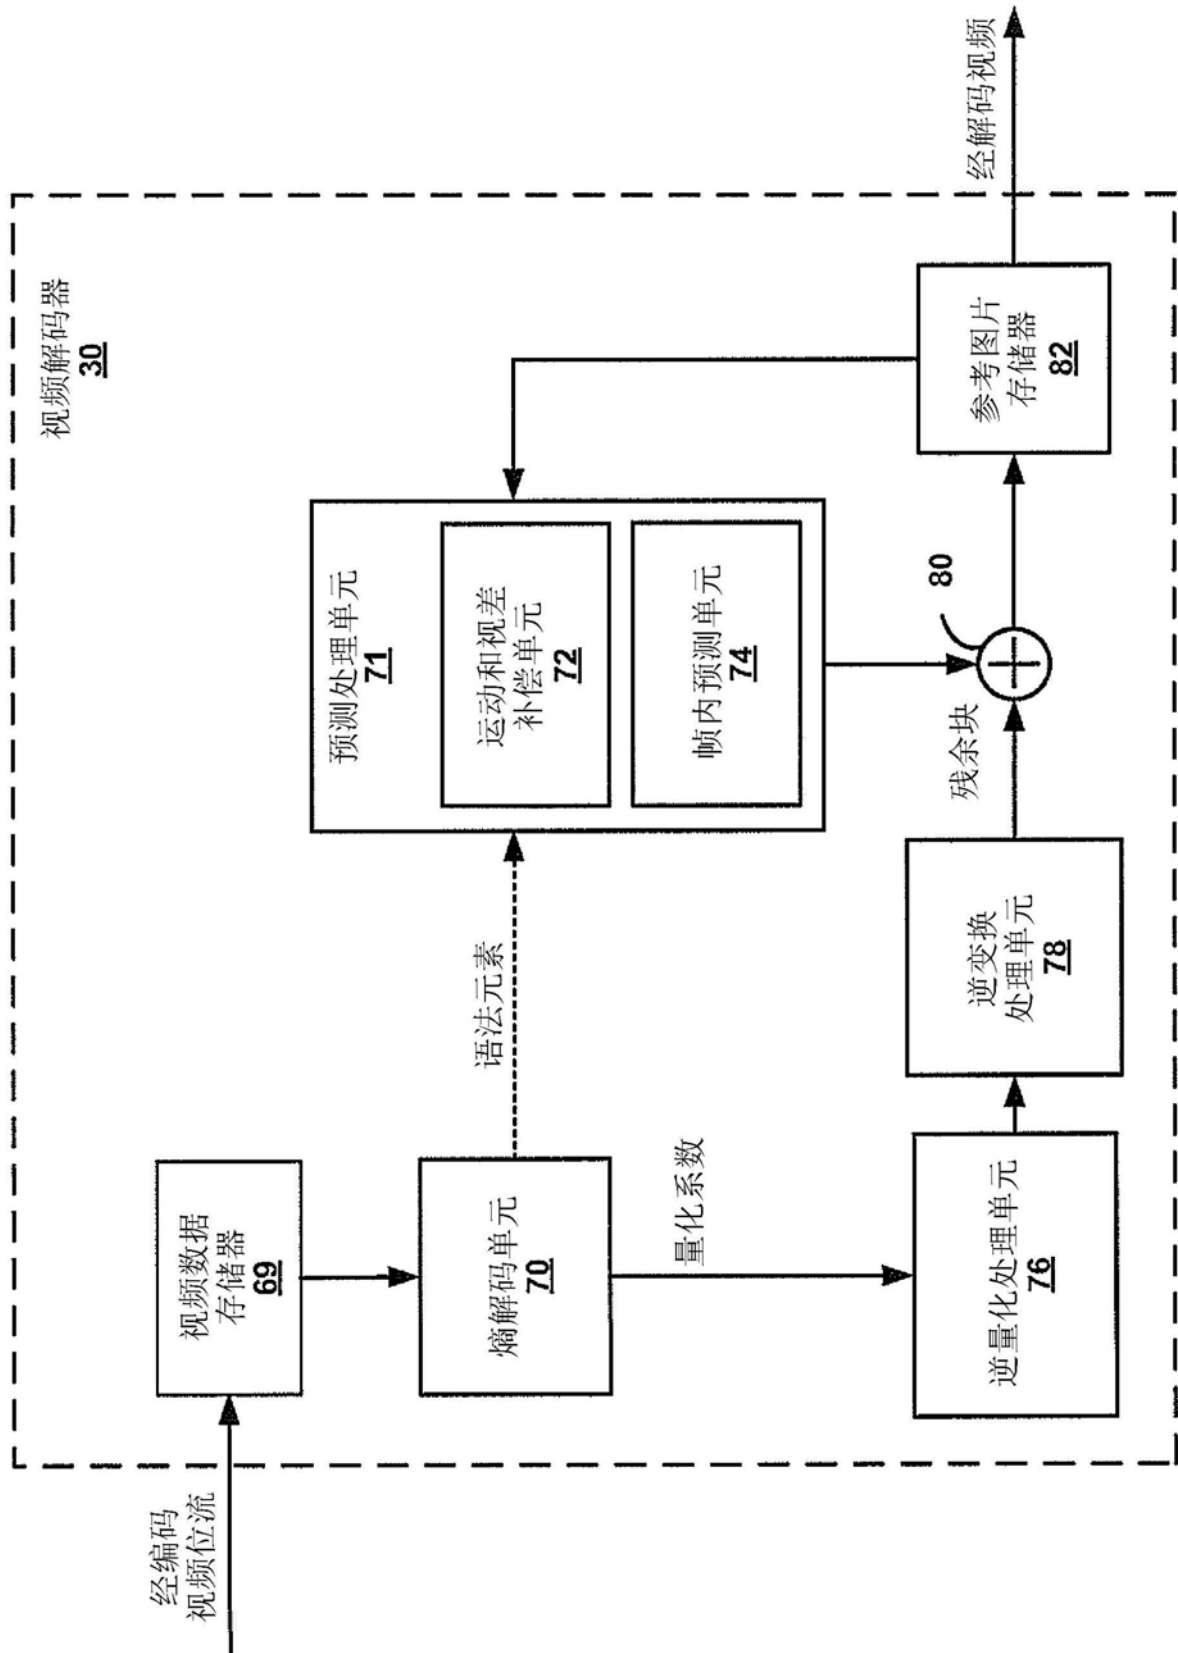 视频解码器
30
经编码
视频位流
视频数据
存储器
69
熵解码单元
70
语法元素
量化系数
预测处理单元
71
运动和视差
补偿单元
72
帧内预测单元
74
逆量化处理单元
76
逆变换
处理单元
78
残余块
80
参考图片
存储器
82
经解码视频